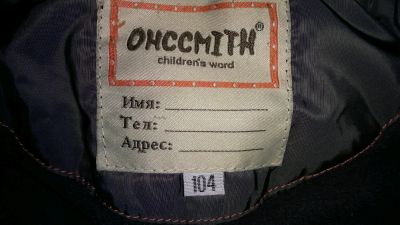 OHCCMITH®
children's word
Имя:
Тел:
Адрес:
104